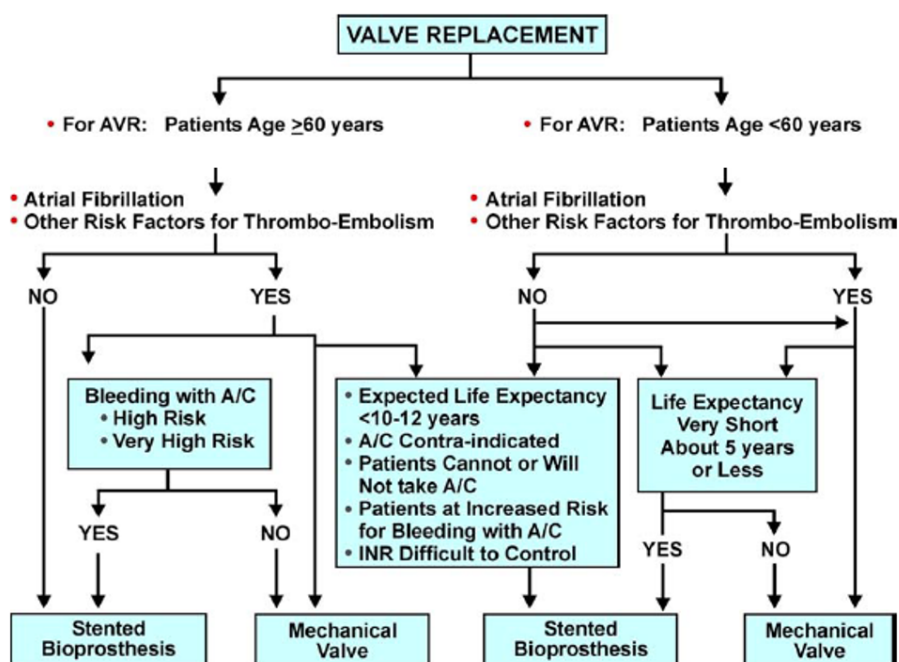 VALVE REPLACEMENT
• For AVR: Patients Age ≥60 years
• For AVR: Patients Age <60 years
• Atrial Fibrillation
• Other Risk Factors for Thrombo-Embolism
• Atrial Fibrillation
• Other Risk Factors for Thrombo-Embolism
NO
YES
NO
YES
Bleeding with A/C
• High Risk
• Very High Risk
• Expected Life Expectancy
<10-12 years
• A/C Contra-indicated
• Patients Cannot or Will
Not take A/C
• Patients at Increased Risk
for Bleeding with A/C
• INR Difficult to Control
Life Expectancy
Very Short
About 5 years
or Less
YES
NO
YES
NO
Stented
Bioprosthesis
Mechanical
Valve
Stented
Bioprosthesis
Mechanical
Valve